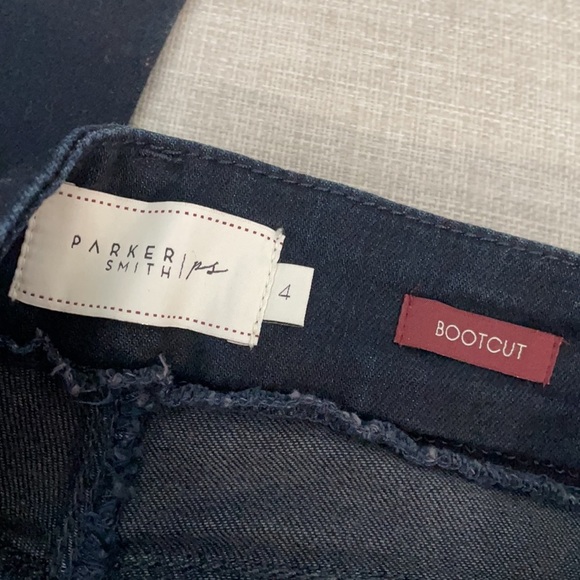 PARKER
SMITH
ps
4
BOOTCUT